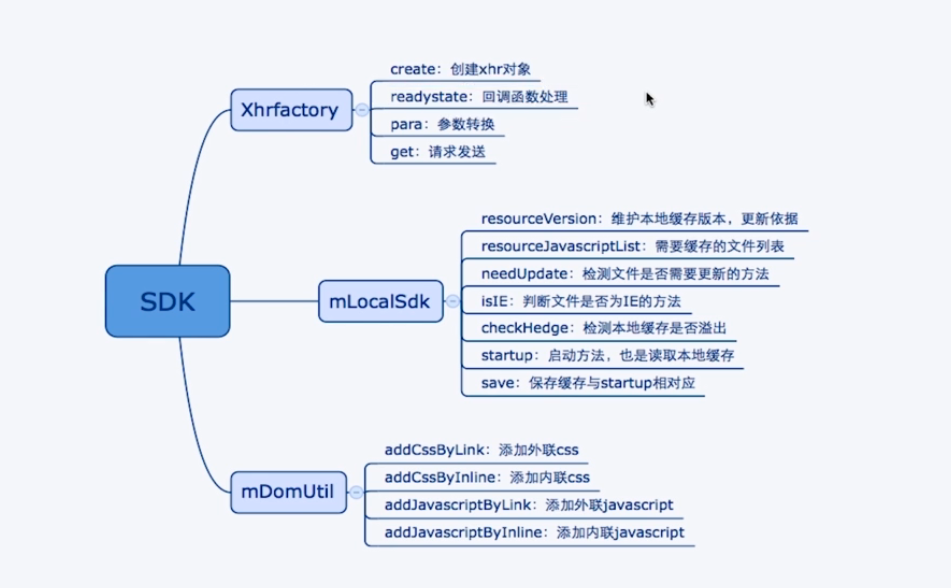 Xhrfactory
create：创建xhr对象
readystate：回调函数处理
para：参数转换
get：请求发送
SDK
mLocalSdk
resourceVersion：维护本地缓存版本，更新依据
resourceJavascriptList：需要缓存的文件列表
needUpdate：检测文件是否需要更新的方法
isIE：判断文件是否为IE的方法
checkHedge：检测本地缓存是否溢出
startup：启动方法，也是读取本地缓存
save：保存缓存与startup相对应
mDomUtil
addCssByLink：添加外联css
addCssByInline：添加内联css
addJavascriptByLink：添加外联javascript
addJavascriptByInline：添加内联javascript